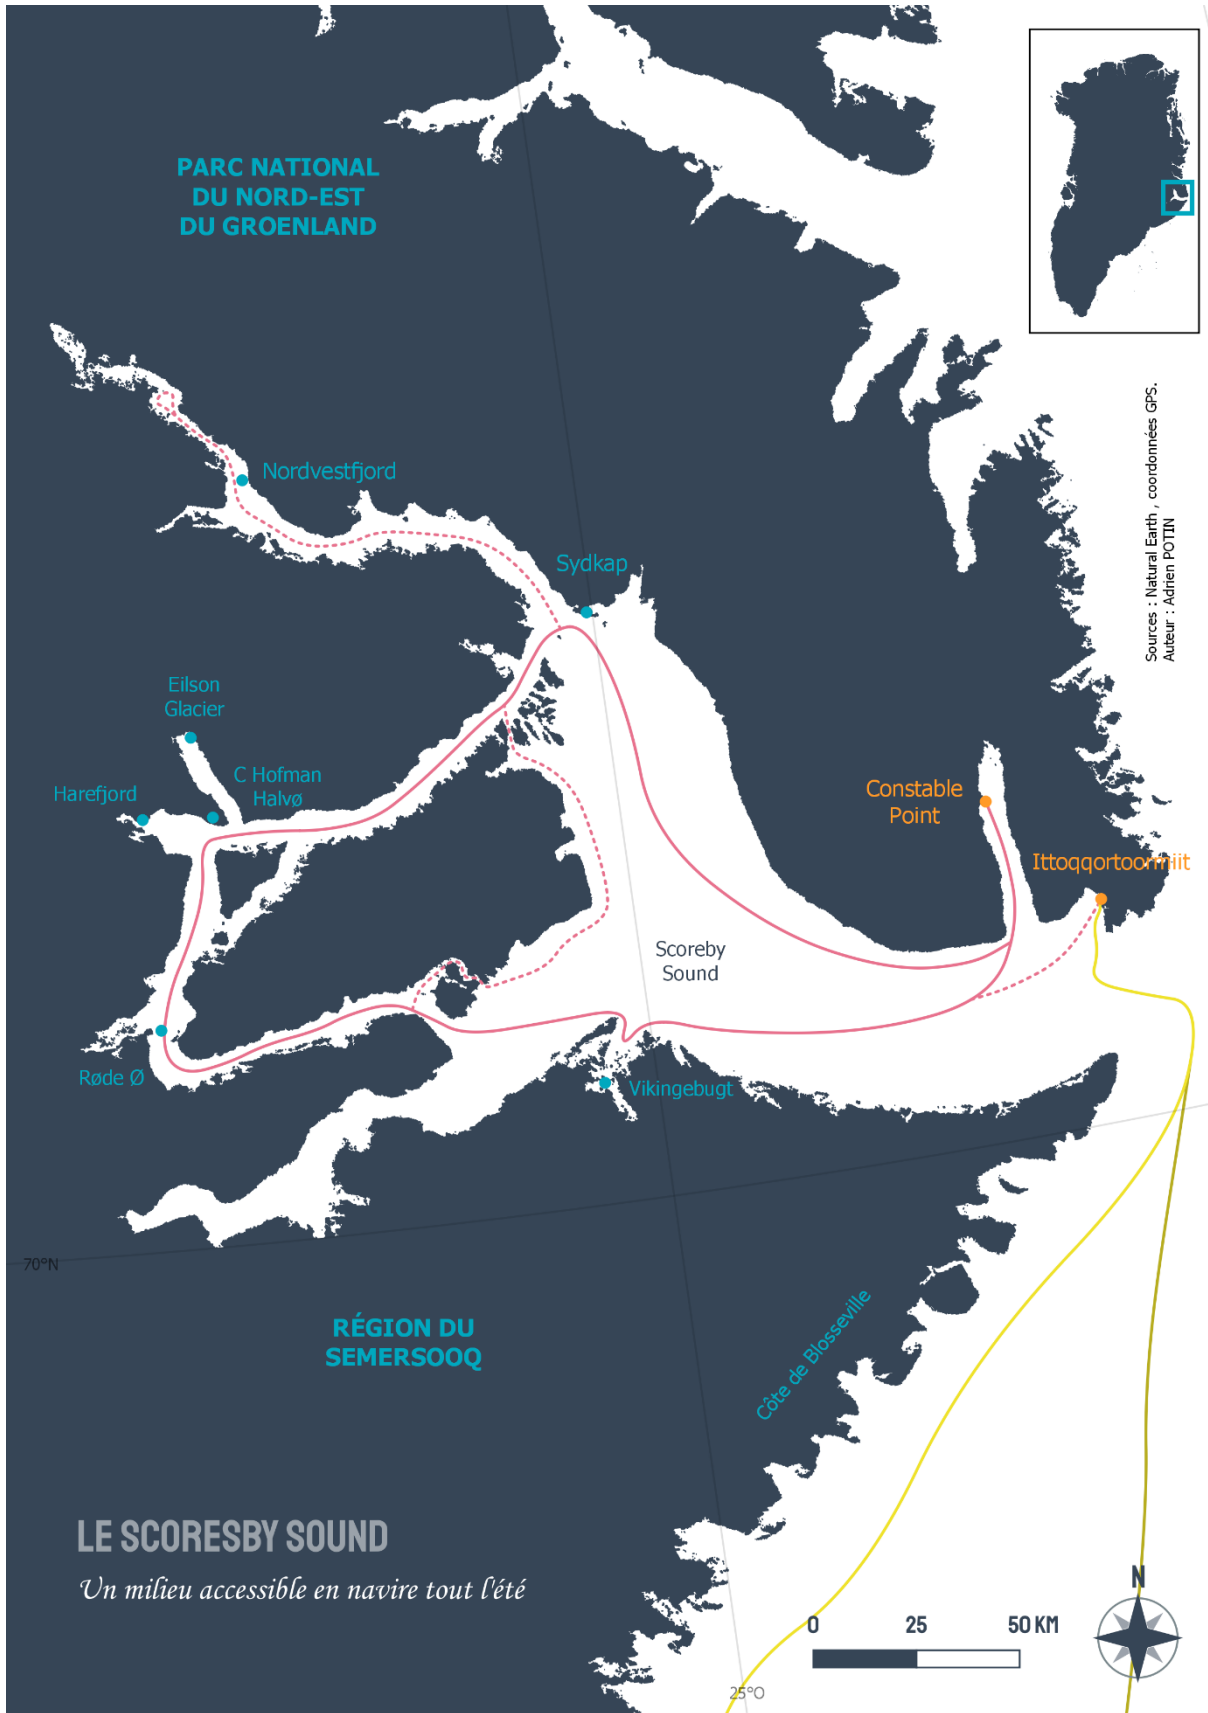 PARC NATIONAL
DU NORD-EST
DU GROENLAND
Nordvestfjord
Sydkap
Sources : Natural Earth , coordonnées GPS.
Auteur : Adrien POTIN
Eilson
Glacier
C Hofman
Halvø
Harefjord
Constable
Point
Ittoqqortoormiit
Scoreby
Sound
Røde Ø
Vikingebugt
70°N
RÉGION DU
SEMERSOOQ
Côte de Blosseville
LE SCORESBY SOUND
Un milieu accessible en navire tout l'été
0 25 50 KM
N
25°O